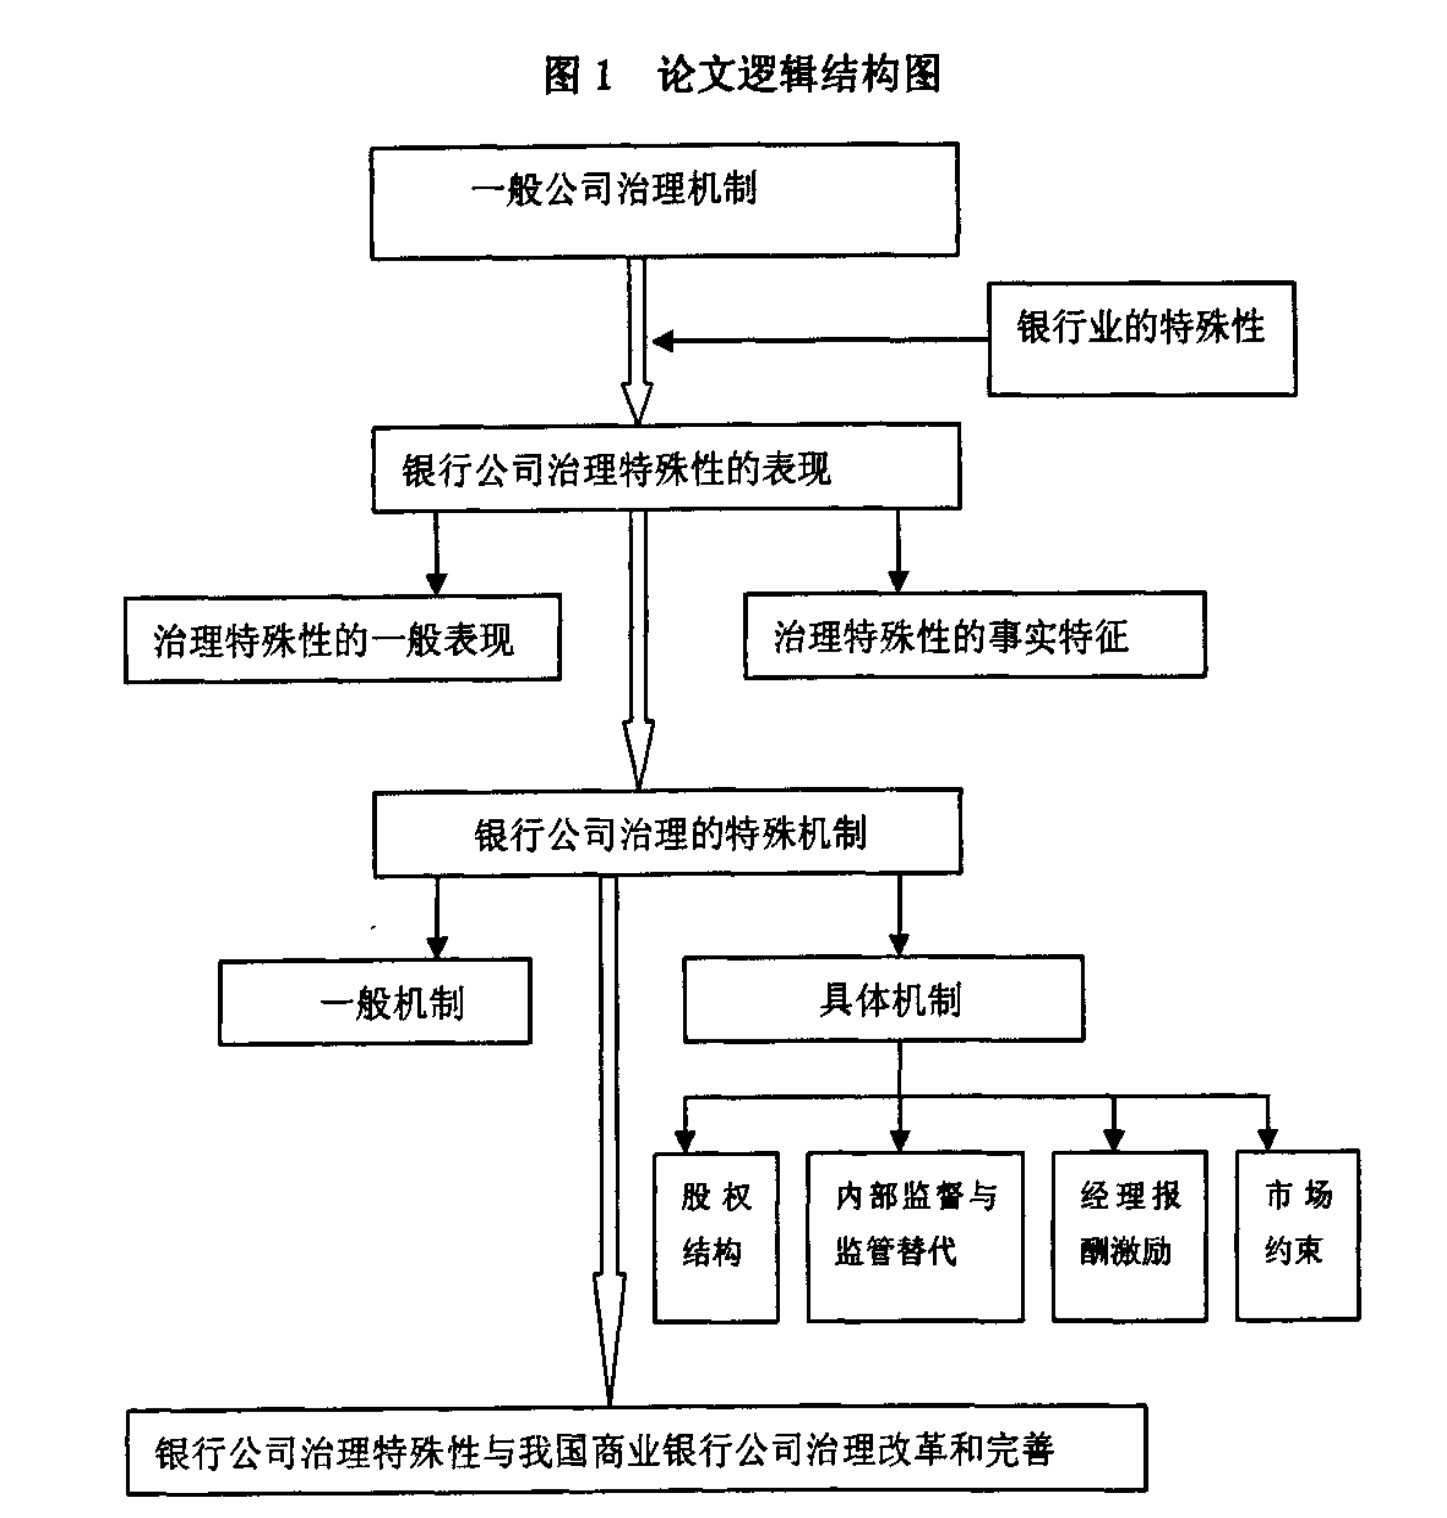 图1 论文逻辑结构图
一般公司治理机制
银行业的特殊性
银行公司治理特殊性的表现
治理特殊性的一般表现
治理特殊性的事实特征
银行公司治理的特殊机制
一般机制
具体机制
股权
结构
内部监督与
监管替代
经理报
酬激励
市场
约束
银行公司治理特殊性与我国商业银行公司治理改革和完善